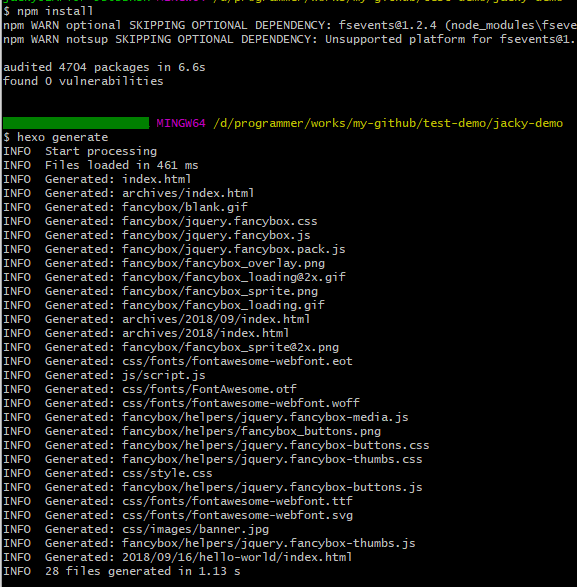 MINGW64 /d/programmer/works/my-github/test-demo/jacky-demo
$ npm install
npm WARN optional SKIPPING OPTIONAL DEPENDENCY: fsevents@1.2.4 (node_modules\fseve
npm WARN notsup SKIPPING OPTIONAL DEPENDENCY: Unsupported platform for fsevents@1.
audited 4704 packages in 6.6s
found 0 vulnerabilities
MINGW64 /d/programmer/works/my-github/test-demo/jacky-demo
$ hexo generate
INFO  Start processing
INFO  Files loaded in 461 ms
INFO  Generated: index.html
INFO  Generated: archives/index.html
INFO  Generated: fancybox/blank.gif
INFO  Generated: fancybox/jquery.fancybox.css
INFO  Generated: fancybox/jquery.fancybox.js
INFO  Generated: fancybox/jquery.fancybox.pack.js
INFO  Generated: fancybox/fancybox_overlay.png
INFO  Generated: fancybox/fancybox_loading@2x.gif
INFO  Generated: fancybox/fancybox_sprite.png
INFO  Generated: fancybox/fancybox_loading.gif
INFO  Generated: archives/2018/09/index.html
INFO  Generated: archives/2018/index.html
INFO  Generated: fancybox/fancybox_sprite@2x.png
INFO  Generated: css/fonts/fontawesome-webfont.eot
INFO  Generated: js/script.js
INFO  Generated: css/fonts/FontAwesome.otf
INFO  Generated: css/fonts/fontawesome-webfont.woff
INFO  Generated: fancybox/helpers/jquery.fancybox-media.js
INFO  Generated: fancybox/helpers/fancybox_buttons.png
INFO  Generated: fancybox/helpers/jquery.fancybox-buttons.css
INFO  Generated: fancybox/helpers/jquery.fancybox-thumbs.css
INFO  Generated: css/style.css
INFO  Generated: fancybox/helpers/jquery.fancybox-buttons.js
INFO  Generated: css/fonts/fontawesome-webfont.ttf
INFO  Generated: css/fonts/fontawesome-webfont.svg
INFO  Generated: css/images/banner.jpg
INFO  Generated: fancybox/helpers/jquery.fancybox-thumbs.js
INFO  Generated: 2018/09/16/hello-world/index.html
INFO  28 files generated in 1.13 s